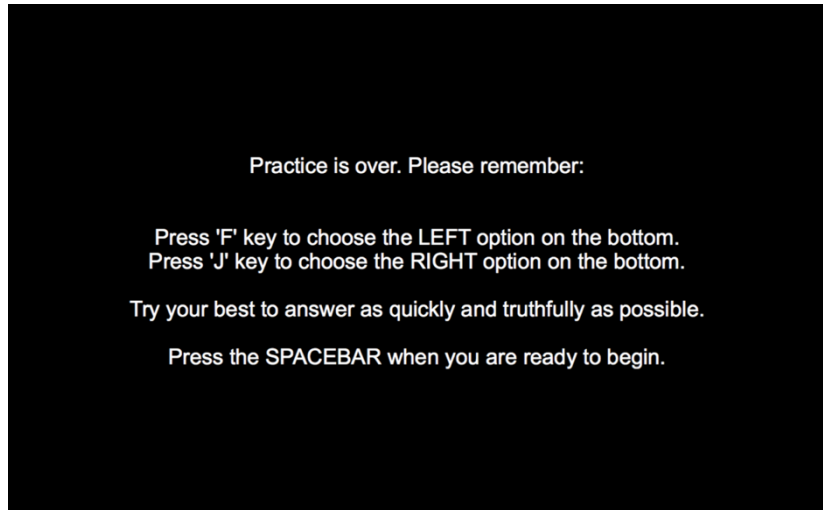 Practice is over. Please remember:
Press 'F' key to choose the LEFT option on the bottom.
Press 'J' key to choose the RIGHT option on the bottom.
Try your best to answer as quickly and truthfully as possible.
Press the SPACEBAR when you are ready to begin.